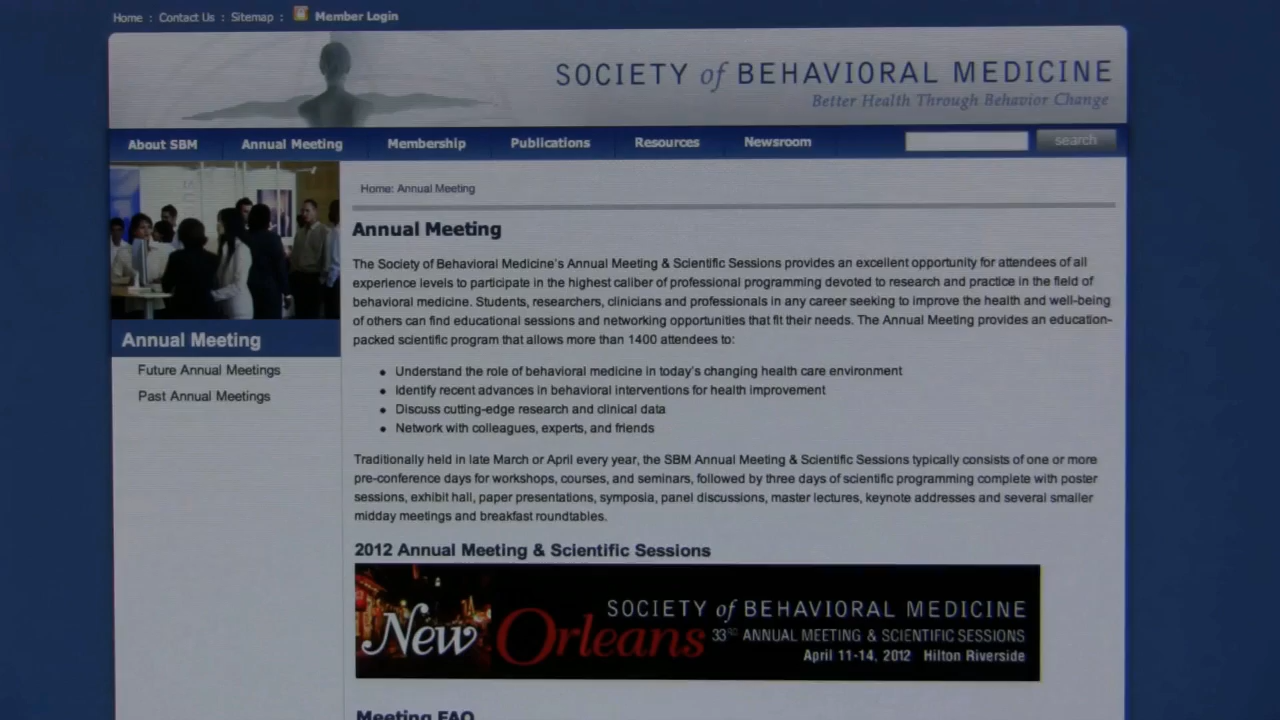 Home : Contact Us : Sitemap : Member Login
SOCIETY of BEHAVIORAL MEDICINE
Better Health Through Behavior Change
About SBM Annual Meeting Membership Publications Resources Newsroom search
Home: Annual Meeting
Annual Meeting
The Society of Behavioral Medicine's Annual Meeting & Scientific Sessions provides an excellent opportunity for attendees of all
experience levels to participate in the highest caliber of professional programming devoted to research and practice in the field of
behavioral medicine. Students, researchers, clinicians and professionals in any career seeking to improve the health and well-being
of others can find educational sessions and networking opportunities that fit their needs. The Annual Meeting provides an education-
packed scientific program that allows more than 1400 attendees to:
Annual Meeting
Future Annual Meetings
Past Annual Meetings
• Understand the role of behavioral medicine in today's changing health care environment
• Identify recent advances in behavioral interventions for health improvement
• Discuss cutting-edge research and clinical data
• Network with colleagues, experts, and friends
Traditionally held in late March or April every year, the SBM Annual Meeting & Scientific Sessions typically consists of one or more
pre-conference days for workshops, courses, and seminars, followed by three days of scientific programming complete with poster
sessions, exhibit hall, paper presentations, symposia, panel discussions, master lectures, keynote addresses and several smaller
midday meetings and breakfast roundtables.
2012 Annual Meeting & Scientific Sessions
New Orleans
SOCIETY of BEHAVIORAL MEDICINE
33RD ANNUAL MEETING & SCIENTIFIC SESSIONS
April 11-14, 2012 Hilton Riverside
Meeting FAQ